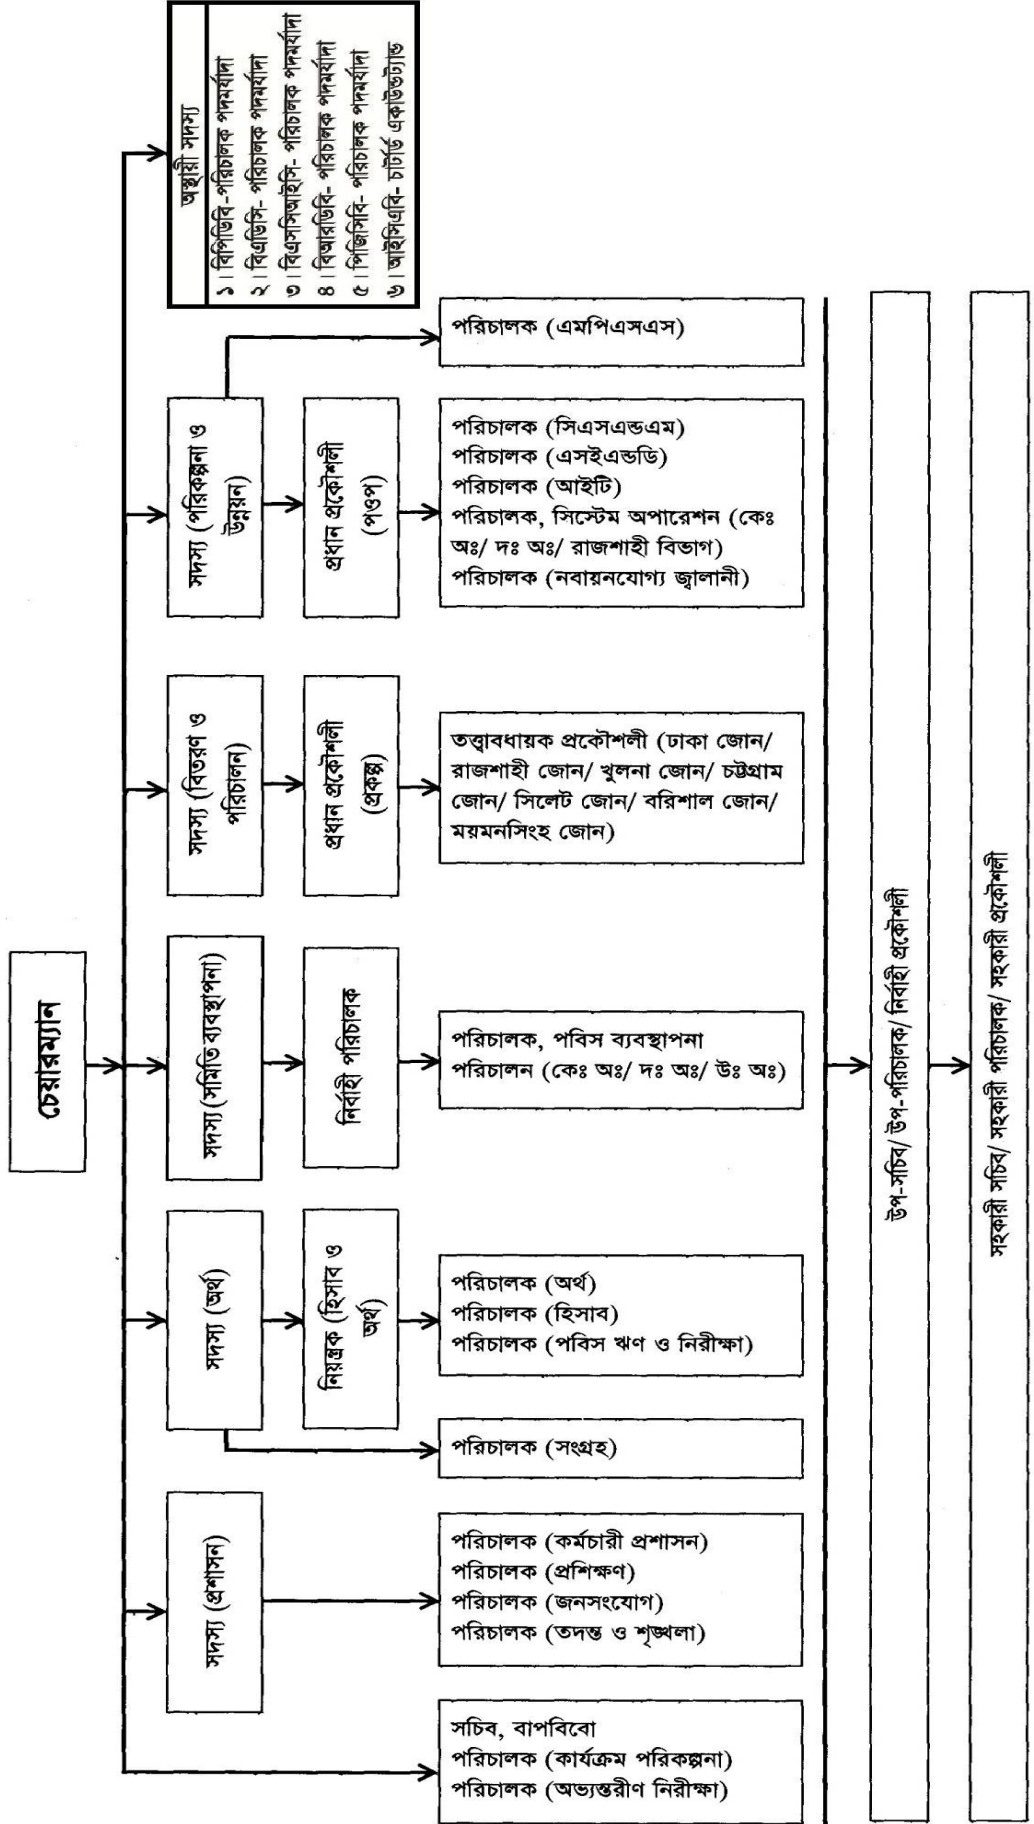 চেয়ারম্যান
সদস্য (প্রশাসন)
সদস্য (অর্থ)
সদস্য (সমিতি ব্যবস্থাপনা)
সদস্য (বিতরণ ও
পরিচালন)
সদস্য (পরিকল্পনা ও
উন্নয়ন)
অস্থায়ী সদস্য
১। বিপিডিবি -পরিচালক পদমর্যাদা
২। বিএডিসি- পরিচালক পদমর্যাদা
৩। বিএসসিআইসি- পরিচালক পদমর্যাদা
৪। বিআরডিবি- পরিচালক পদমর্যাদা
৫। পিজিসিবি- পরিচালক পদমর্যাদা
৬। আইসিএবি- চার্টার্ড একাউন্ট্যান্ড
নিয়ন্ত্রক (হিসাব ও
অর্থ)
নির্বাহী পরিচালক
প্রধান প্রকৌশলী
(প্রকল্প)
প্রধান প্রকৌশলী
(পওপ)
সচিব, বাপবিবো
পরিচালক (কার্যক্রম পরিকল্পনা)
পরিচালক (অভ্যন্তরীণ নিরীক্ষা)
পরিচালক (কর্মচারী প্রশাসন)
পরিচালক (প্রশিক্ষণ)
পরিচালক (জনসংযোগ)
পরিচালক (তদন্ত ও শৃঙ্খলা)
পরিচালক (সংগ্রহ)
পরিচালক (অর্থ)
পরিচালক (হিসাব)
পরিচালক (পবিস ঋণ ও নিরীক্ষা)
পরিচালক, পবিস ব্যবস্থাপনা
পরিচালন (কেঃ অঃ/ দঃ অঃ/ উঃ অঃ)
তত্ত্বাবধায়ক প্রকৌশলী (ঢাকা জোন/
রাজশাহী জোন/ খুলনা জোন/ চট্টগ্রাম
জোন/ সিলেট জোন/ বরিশাল জোন/
ময়মনসিংহ জোন)
পরিচালক (সিএসএন্ডএম)
পরিচালক (এসইএন্ডডি)
পরিচালক (আইটি)
পরিচালক, সিস্টেম অপারেশন (কেঃ
অঃ/ দঃ অঃ/ রাজশাহী বিভাগ)
পরিচালক (নবায়নযোগ্য জ্বালানী)
পরিচালক (এমপিএসএস)
উপ-সচিব/ উপ-পরিচালক/ নির্বাহী প্রকৌশলী
সহকারী সচিব/ সহকারী পরিচালক/ সহকারী প্রকৌশলী